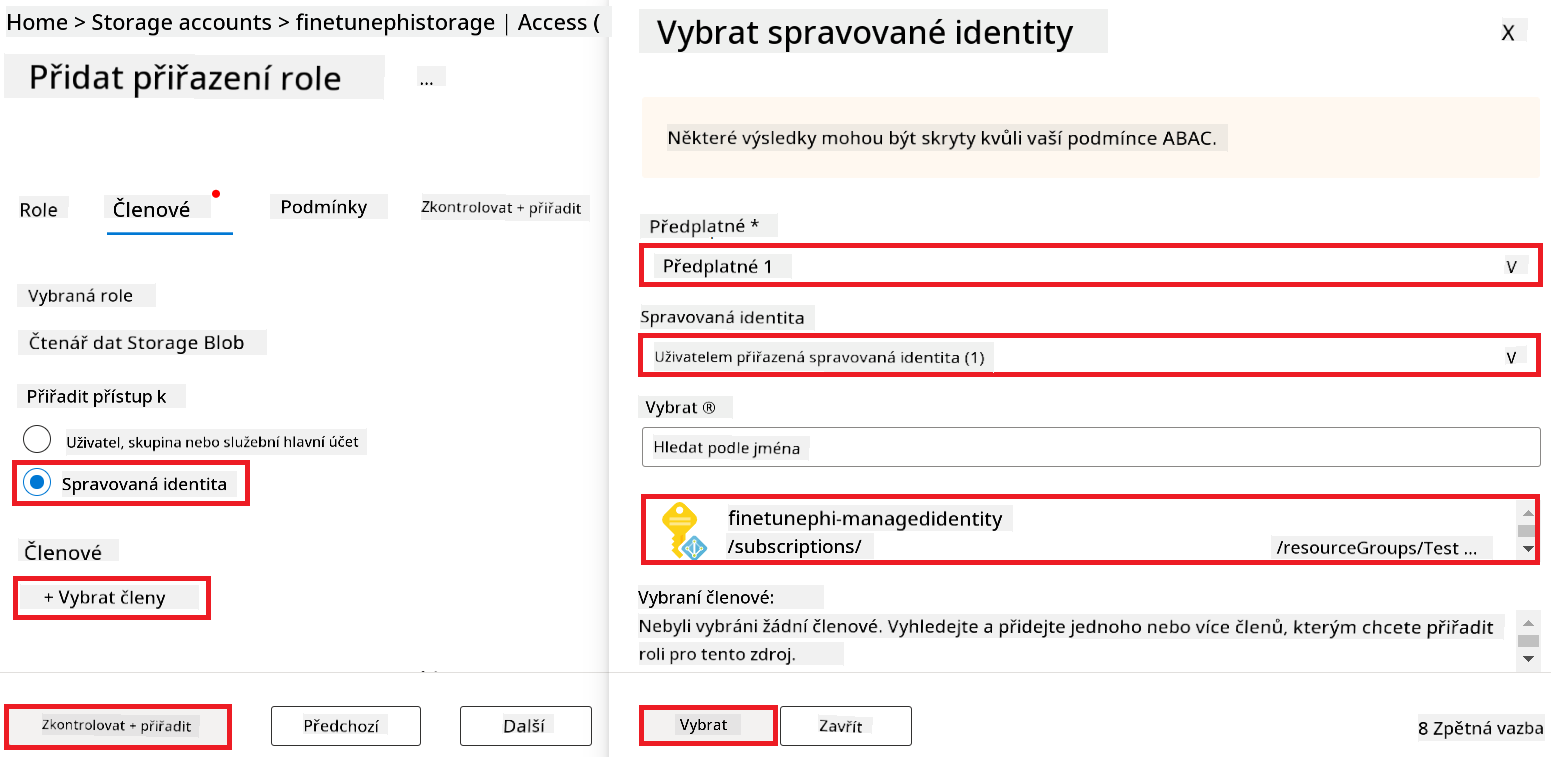 Home > Storage accounts > finetunephistorage | Access (
Přidat přiřazení role ...
Role Členové Podmínky Zkontrolovat + přiřadit
Vybraná role
Čtenář dat Storage Blob
Přiřadit přístup k
Uživatel, skupina nebo služební hlavní účet
Spravovaná identita
Členové
+ Vybrat členy
Zkontrolovat + přiřadit Předchozí Další
Vybrat spravované identity X
Některé výsledky mohou být skryty kvůli vaší podmínce ABAC.
Předplatné *
Předplatné 1 V
Spravovaná identita
Uživatelem přiřazená spravovaná identita (1) V
Vybrat ®
Hledat podle jména
finetunephi-managedidentity
/subscriptions/ /resourceGroups/Test ...
Vybraní členové:
Nebyli vybráni žádní členové. Vyhledejte a přidejte jednoho nebo více členů, kterým chcete přiřadit
roli pro tento zdroj.
Vybrat Zavřít 8 Zpětná vazba